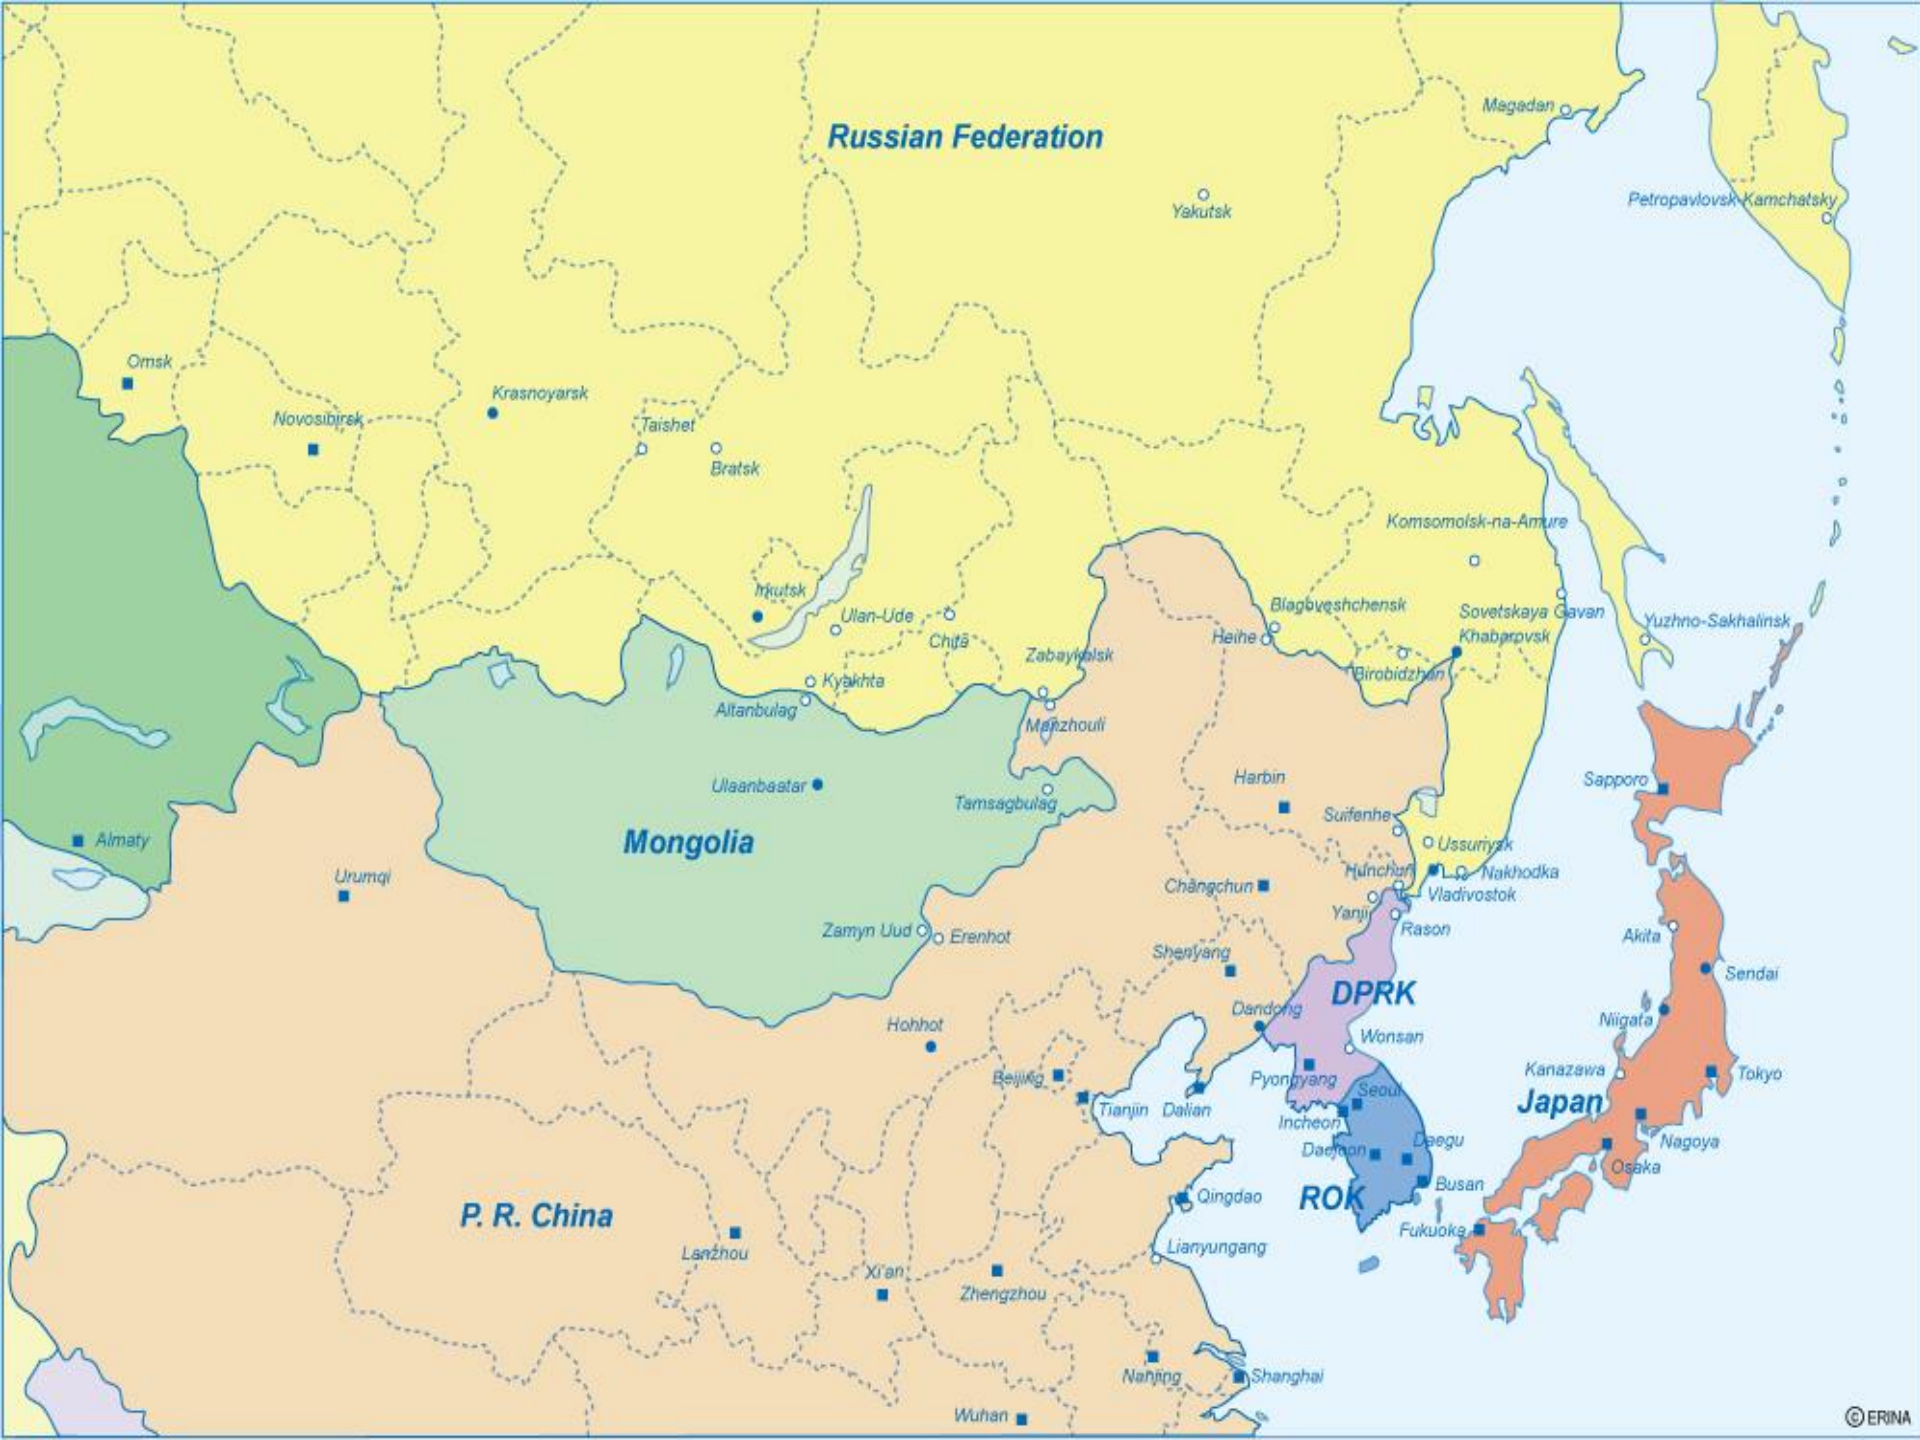 Russian Federation
Magadan
Yakutsk
Petropavlovsk-Kamchatsky
Omsk
Krasnoyarsk
Novosibirsk
Taishet
Bratsk
Komsomolsk-na-Amure
Irkutsk
Ulan-Ude
Chita
Blagoveshchensk
Sovetskaya Gavan
Yuzhno-Sakhalinsk
Heihe
Khabarovsk
Zabaykalsk
Birobidzhan
Kyakhta
Altanbulag
Manzhouli
Ulaanbaatar
Harbin
Sapporo
Tamsagbulag
Suifenhe
Mongolia
Almaty
Ussuriysk
Urumqi
Hunchun
Nakhodka
Changchun
Vladivostok
Yanji
Rason
Zamyn Uud
Erenhot
Akita
Shenyang
Sendai
DPRK
Dandong
Hohhot
Niigata
Wonsan
Beijing
Pyongyang
Kanazawa
Tokyo
Seoul
Japan
Tianjin
Dalian
Incheon
Daegu
Nagoya
Daejeon
Osaka
Busan
Qingdao
ROK
P. R. China
Fukuoka
Lanzhou
Lianyungang
Xi'an
Zhengzhou
Nanjing
Shanghai
Wuhan
© ERINA